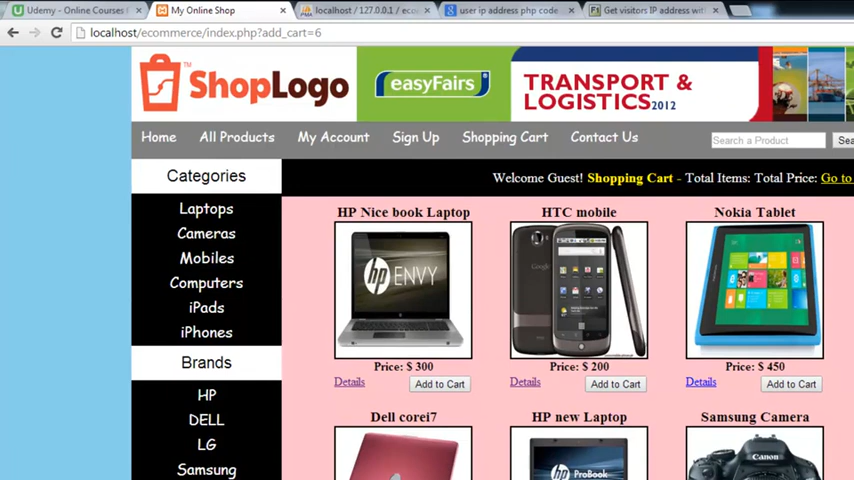 Udemy - Online Courses
My Online Shop
localhost / 127.0.0.1 / eco
user ip address php code
Get visitors IP address with
localhost/ecommerce/index.php?add_cart=6
ShopLogo
TM
easyFairs
TRANSPORT &
LOGISTICS2012
Home All Products My Account Sign Up Shopping Cart Contact Us
Search a Product
Sea
Categories
Welcome Guest! Shopping Cart - Total Items: Total Price: Go to
Laptops
Cameras
Mobiles
Computers
iPads
iPhones
Brands
HP
DELL
LG
Samsung
HP Nice book Laptop
hp ENVY
Price: $ 300
Details Add to Cart
HTC mobile
Google
Price: $ 200
Details Add to Cart
Nokia Tablet
Price: $ 450
Details Add to Cart
Dell corei7
HP new Laptop
hp ProBook
Samsung Camera
Canon